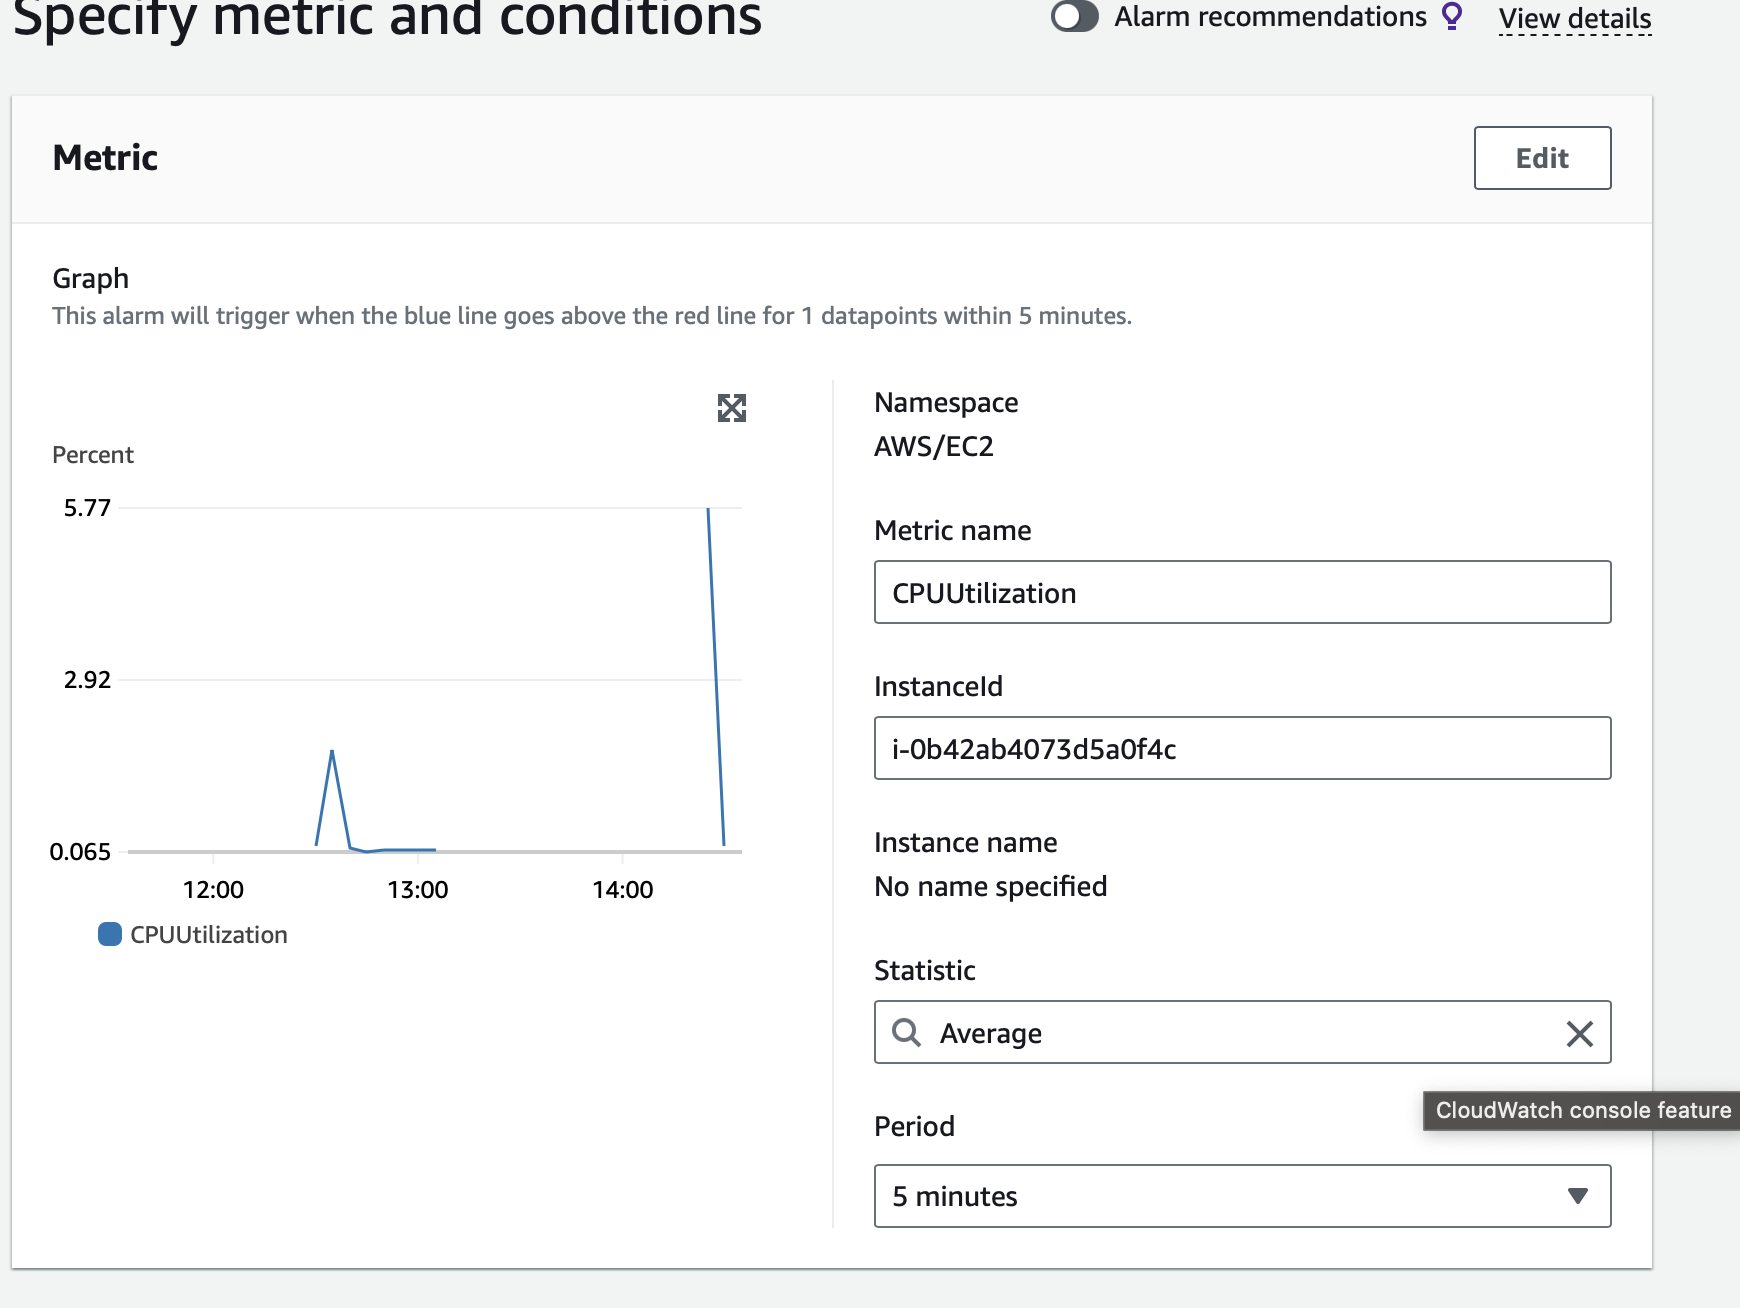 Specify metric and conditions
Alarm recommendations
View details
Metric
Edit
Graph
This alarm will trigger when the blue line goes above the red line for 1 datapoints within 5 minutes.
Percent
5.77
2.92
0.065
12:00 13:00 14:00
CPUUtilization
Namespace
AWS/EC2
Metric name
CPUUtilization
InstanceId
i-0b42ab4073d5a0f4c
Instance name
No name specified
Statistic
Average
CloudWatch console feature
Period
5 minutes